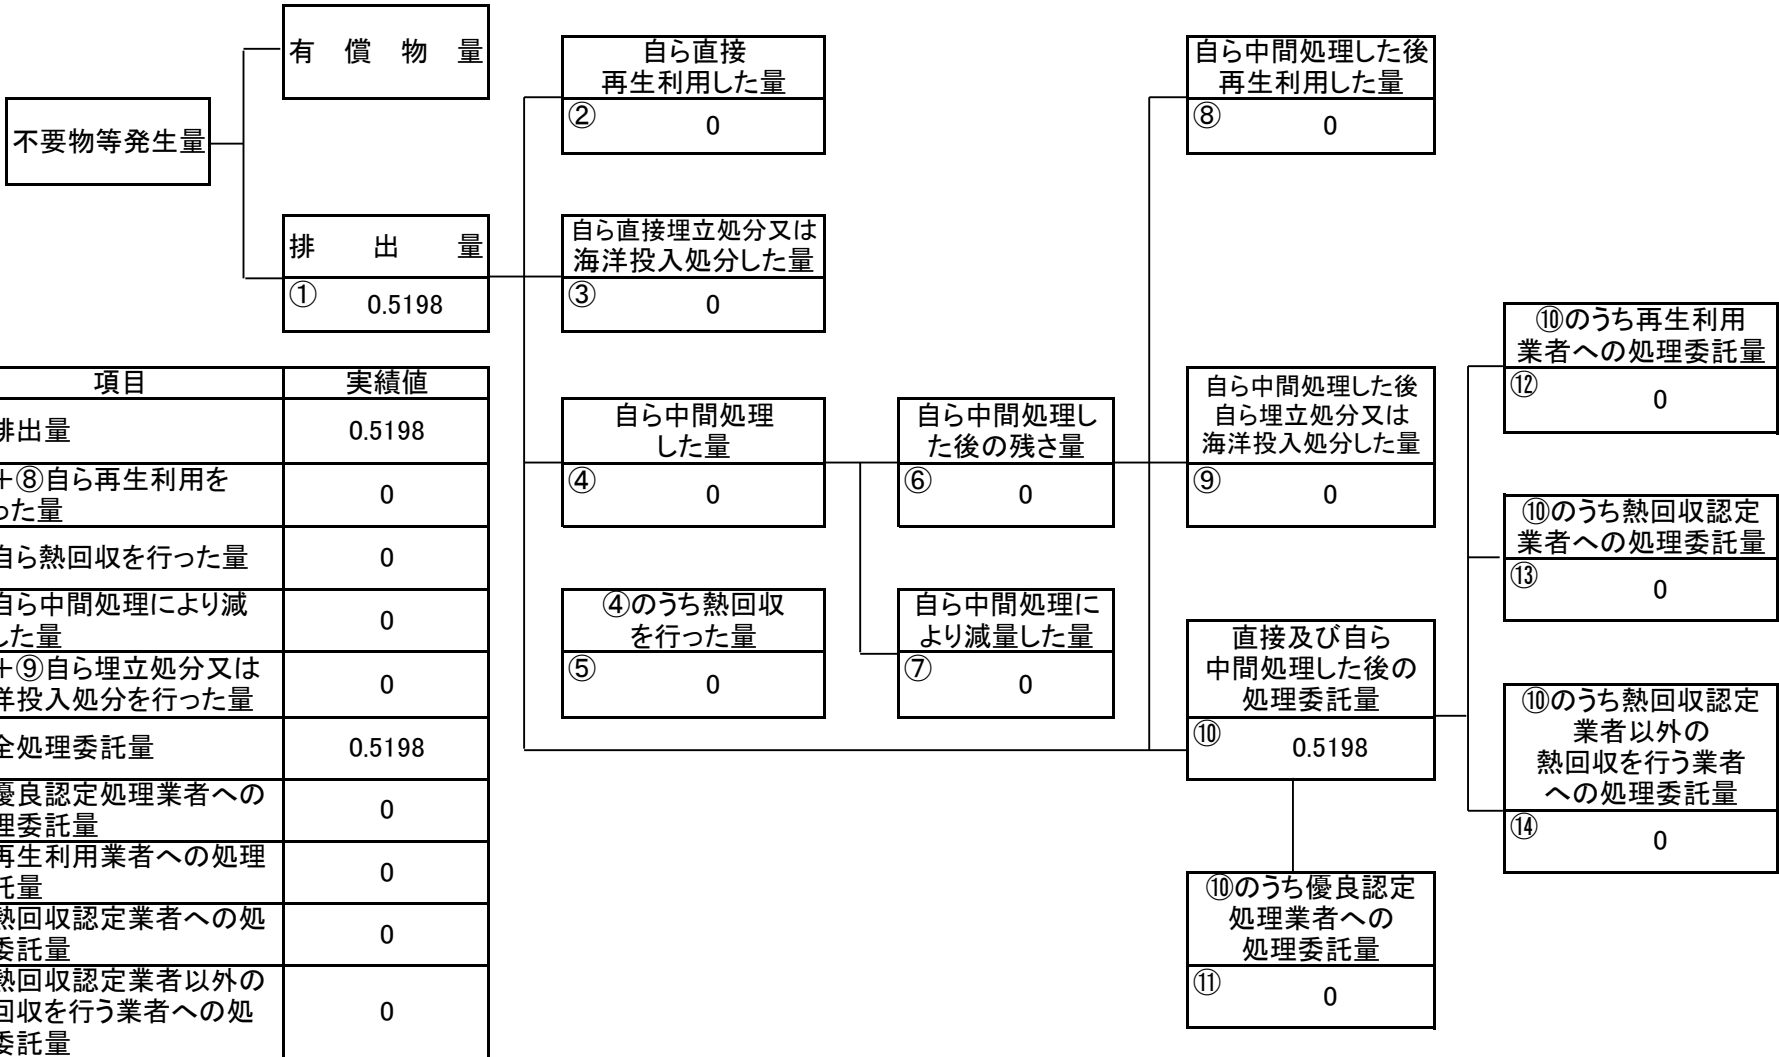 有償物量
不要物等発生量
排出量
① 0.5198
自ら直接
再生利用した量
② 0
自ら直接埋立処分又は
海洋投入処分した量
③ 0
自ら中間処理
した量
④ 0
④のうち熱回収
を行った量
⑤ 0
自ら中間処理し
た後の残さ量
⑥ 0
自ら中間処理に
より減量した量
⑦ 0
自ら中間処理した後
再生利用した量
⑧ 0
自ら中間処理した後
自ら埋立処分又は
海洋投入処分した量
⑨ 0
直接及び自ら
中間処理した後の
処理委託量
⑩ 0.5198
⑩のうち優良認定
処理業者への
処理委託量
⑪ 0
⑩のうち再生利用
業者への処理委託量
⑫ 0
⑩のうち熱回収認定
業者への処理委託量
⑬ 0
⑩のうち熱回収認定
業者以外の
熱回収を行う業者
への処理委託量
⑭ 0
項目 実績値
排出量 0.5198
+⑧自ら再生利用を
った量 0
自ら熱回収を行った量 0
自ら中間処理により減
した量 0
+⑨自ら埋立処分又は
洋投入処分を行った量 0
全処理委託量 0.5198
優良認定処理業者への
理委託量 0
再生利用業者への処理
託量 0
熱回収認定業者への処
委託量 0
熱回収認定業者以外の
回収を行う業者への処
委託量 0